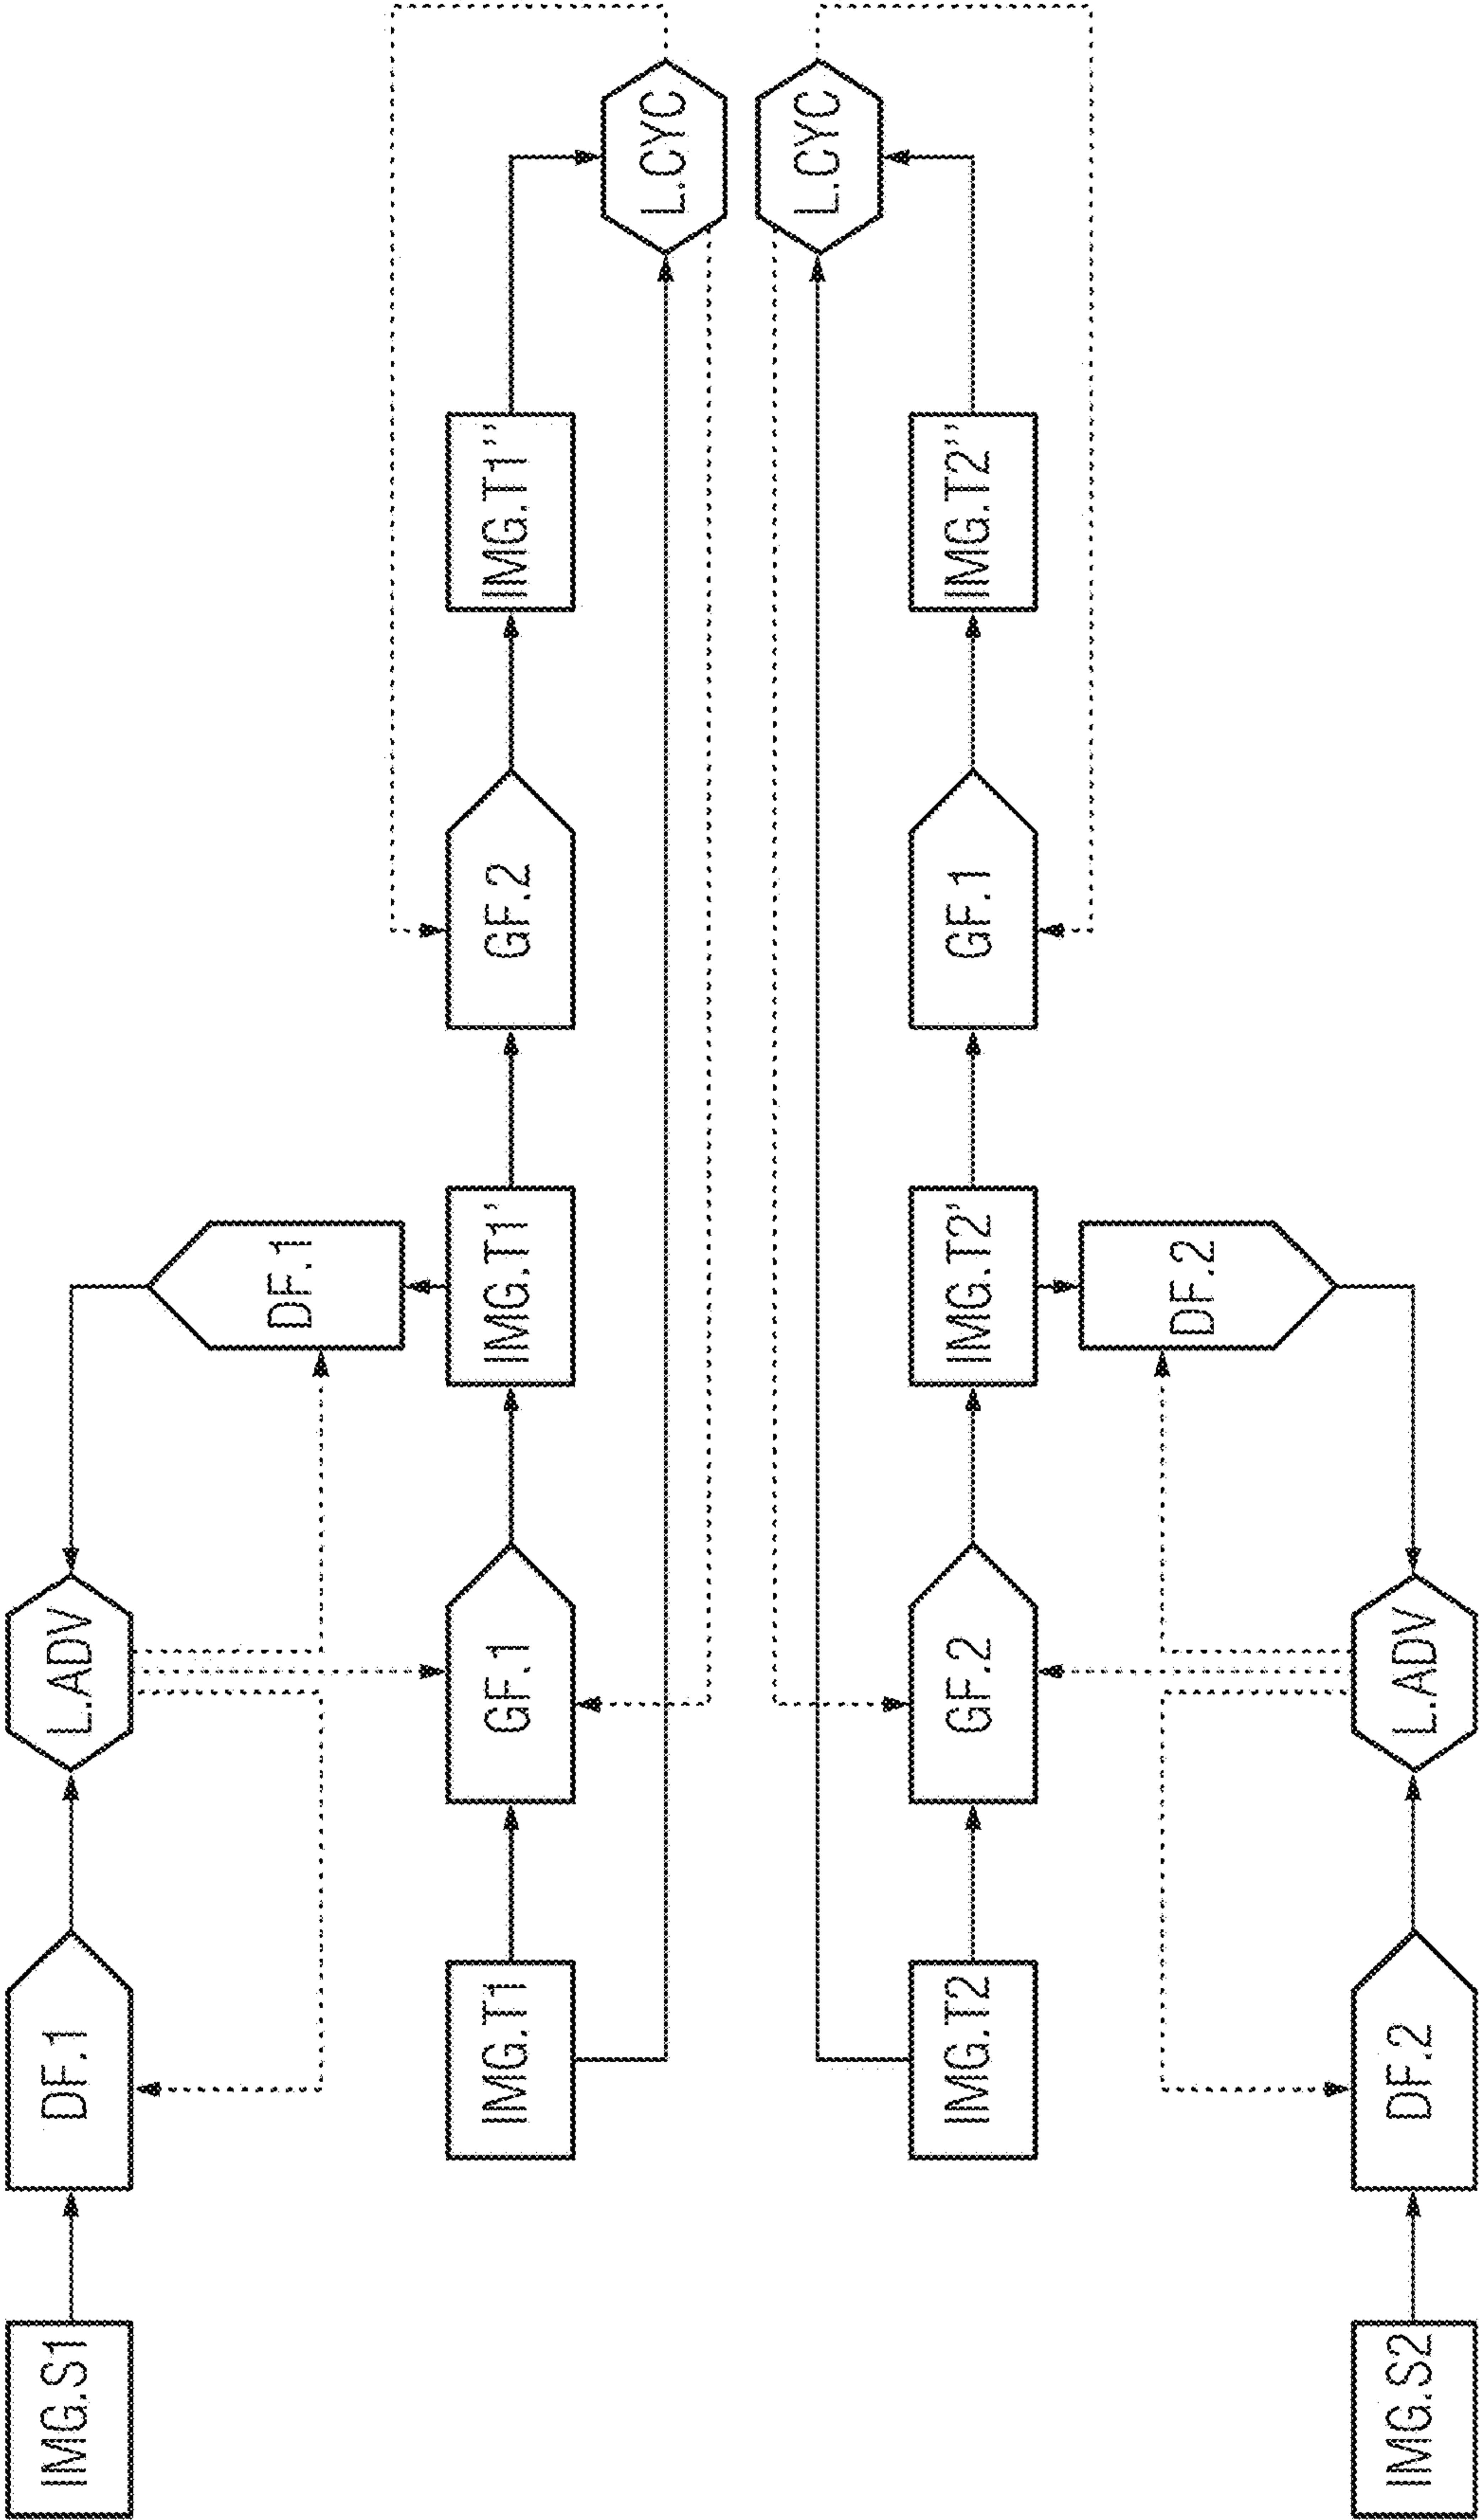 IMG.S1
DF.1
L.ADV
DF.1
IMG.T1
GF.1
IMG.T1'
GF.2
IMG.T1''
L.CYC
L.CYC
IMG.T2
GF.2
IMG.T2'
GF.1
IMG.T2''
DF.2
IMG.S2
DF.2
L.ADV